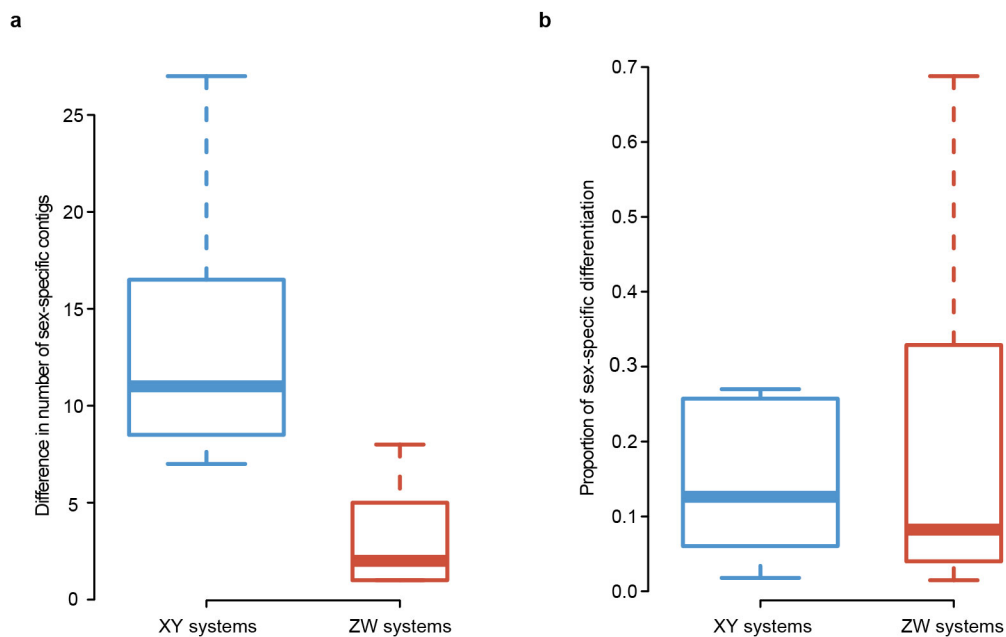 a
Difference in number of sex-specific contigs
25
20
15
10
5
0
XY systems
ZW systems
b
Proportion of sex-specific differentiation
0.7
0.6
0.5
0.4
0.3
0.2
0.1
0.0
XY systems
ZW systems